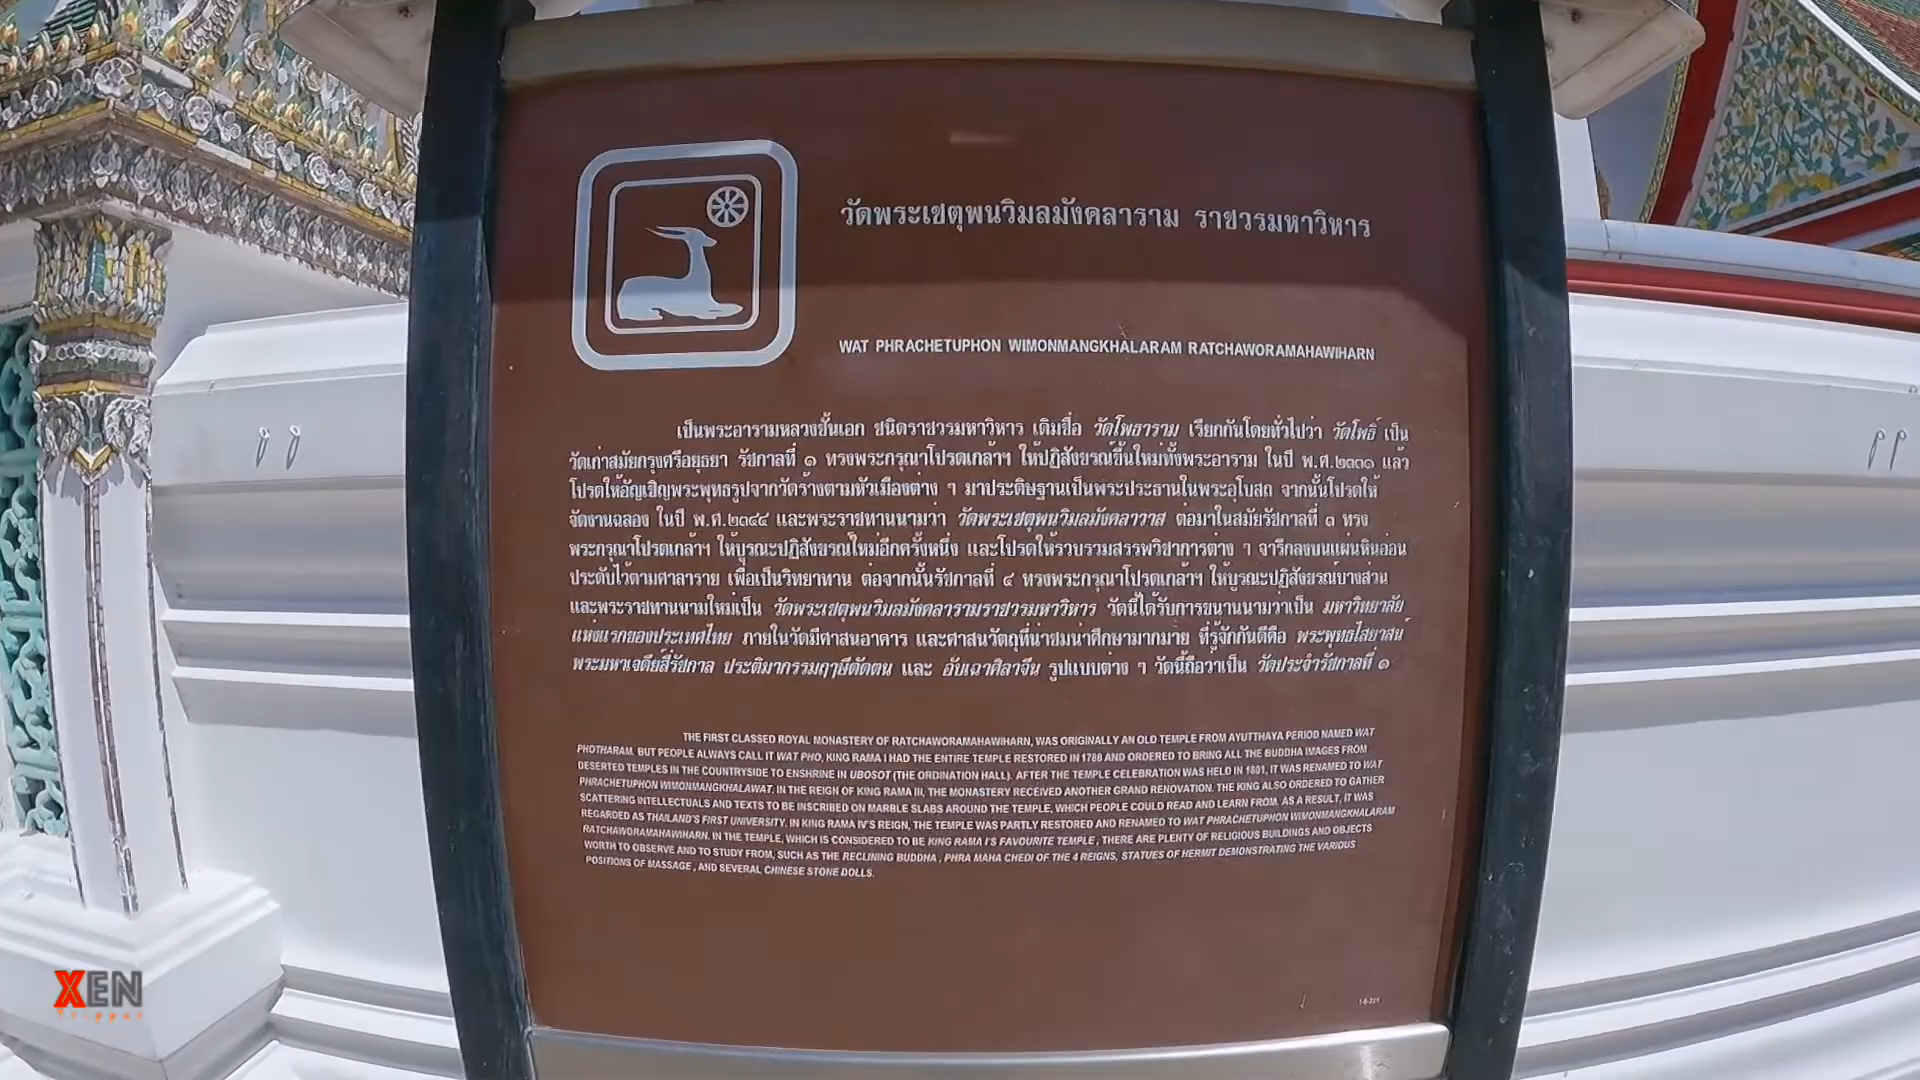 วัดพระเชตุพนวิมลมังคลาราม ราชวรมหาวิหาร
WAT PHRACHETUPHON WIMONMANGKHALARAM RATCHAWORAMAHAWIHARN
เป็นพระอารามหลวงชั้นเอก ชนิดราชวรมหาวิหาร เดิมชื่อ วัดโพธาราม เรียกกันโดยทั่วไปว่า วัดโพธิ์ เป็น
วัดเก่าสมัยกรุงศรีอยุธยา รัชกาลที่ ๑ ทรงพระกรุณาโปรดเกล้าฯ ให้ปฏิสังขรณ์ขึ้นใหม่ทั้งพระอาราม ในปี พ.ศ.๒๓๓๑ แล้ว
โปรดให้อัญเชิญพระพุทธรูปจากวัดร้างตามหัวเมืองต่าง ๆ มาประดิษฐานเป็นพระประธานในพระอุโบสถ จากนั้นโปรดให้
จัดงานฉลอง ในปี พ.ศ.๒๓๔๔ และพระราชทานนามว่า วัดพระเชตุพนวิมลมังคลาวาส ต่อมาในสมัยรัชกาลที่ ๓ ทรง
พระกรุณาโปรดเกล้าฯ ให้บูรณะปฏิสังขรณ์ใหม่อีกครั้งหนึ่ง และโปรดให้รวบรวมสรรพวิชาการต่าง ๆ จารึกลงบนแผ่นหินอ่อน
ประดับไว้ตามศาลาราย เพื่อเป็นวิทยาทาน ต่อจากนั้นรัชกาลที่ ๔ ทรงพระกรุณาโปรดเกล้าฯ ให้บูรณะปฏิสังขรณ์บางส่วน
และพระราชทานนามใหม่เป็น วัดพระเชตุพนวิมลมังคลารามราชวรมหาวิหาร วัดนี้ได้รับการขนานนามว่าเป็น มหาวิทยาลัย
แห่งแรกของประเทศไทย ภายในวัดมีศาสนอาคาร และศาสนวัตถุที่น่าชมน่าศึกษามากมาย ที่รู้จักกันดีคือ พระพุทธไสยาสน์
พระมหาเจดีย์สี่รัชกาล ประติมากรรมฤๅษีดัดตน และ อับเฉาศิลาจีน รูปแบบต่าง ๆ วัดนี้ถือว่าเป็น วัดประจำรัชกาลที่ ๑
THE FIRST CLASSED ROYAL MONASTERY OF RATCHAWORAMAHAWIHARN, WAS ORIGINALLY AN OLD TEMPLE FROM AYUTTHAYA PERIOD NAMED WAT
PHOTHARAM. BUT PEOPLE ALWAYS CALL IT WAT PHO, KING RAMA I HAD THE ENTIRE TEMPLE RESTORED IN 1788 AND ORDERED TO BRING ALL THE BUDDHA IMAGES FROM
DESERTED TEMPLES IN THE COUNTRYSIDE TO ENSHRINE IN UBOSOT (THE ORDINATION HALL). AFTER THE TEMPLE CELEBRATION WAS HELD IN 1801, IT WAS RENAMED TO WAT
PHRACHETUPHON WIMONMANGKHALAWAT. IN THE REIGN OF KING RAMA III, THE MONASTERY RECEIVED ANOTHER GRAND RENOVATION. THE KING ALSO ORDERED TO GATHER
SCATTERING INTELLECTUALS AND TEXTS TO BE INSCRIBED ON MARBLE SLABS AROUND THE TEMPLE, WHICH PEOPLE COULD READ AND LEARN FROM. AS A RESULT, IT WAS
REGARDED AS THAILAND'S FIRST UNIVERSITY. IN KING RAMA IV'S REIGN, THE TEMPLE WAS PARTLY RESTORED AND RENAMED TO WAT PHRACHETUPHON WIMONMANGKHALARAM
RATCHAWORAMAHAWIHARN. IN THE TEMPLE, WHICH IS CONSIDERED TO BE KING RAMA I'S FAVOURITE TEMPLE, THERE ARE PLENTY OF RELIGIOUS BUILDINGS AND OBJECTS
WORTH TO OBSERVE AND TO STUDY FROM, SUCH AS THE RECLINING BUDDHA, PHRA MAHA CHEDI OF THE 4 REIGNS, STATUES OF HERMIT DEMONSTRATING THE VARIOUS
POSITIONS OF MASSAGE, AND SEVERAL CHINESE STONE DOLLS.
XEN